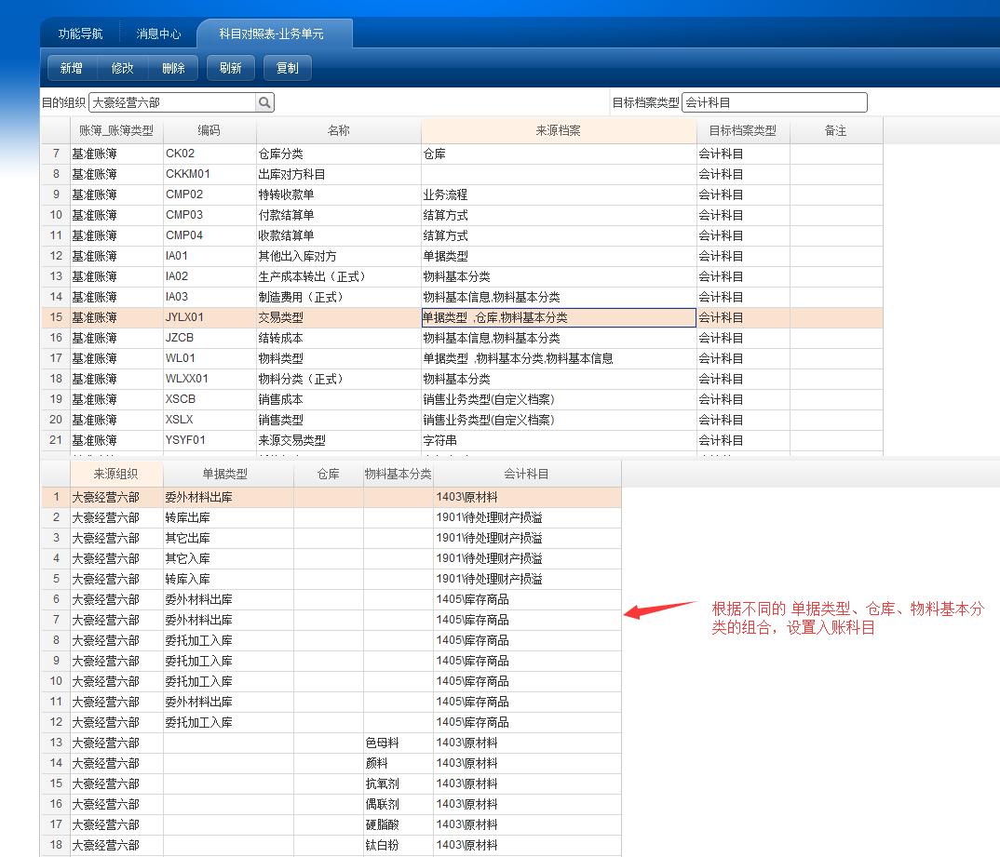 功能导航 消息中心 科目对照表-业务单元
新增 修改 删除 刷新 复制
目的组织 大豪经营六部 目标档案类型 会计科目
账簿_账簿类型 编码 名称 来源档案 目标档案类型 备注
7 基准账簿 CK02 仓库分类 仓库 会计科目
8 基准账簿 CKKM01 出库对方科目 会计科目
9 基准账簿 CMP02 特转收款单 业务流程 会计科目
10 基准账簿 CMP03 付款结算单 结算方式 会计科目
11 基准账簿 CMP04 收款结算单 结算方式 会计科目
12 基准账簿 IA01 其他出入库对方 单据类型 会计科目
13 基准账簿 IA02 生产成本转出（正式） 物料基本分类 会计科目
14 基准账簿 IA03 制造费用（正式） 物料基本信息,物料基本分类 会计科目
15 基准账簿 JYLX01 交易类型 单据类型 ,仓库,物料基本分类 会计科目
16 基准账簿 JZCB 结转成本 物料基本信息,物料基本分类 会计科目
17 基准账簿 WL01 物料类型 单据类型 ,物料基本分类,物料基本信息 会计科目
18 基准账簿 WLXX01 物料分类（正式） 物料基本分类 会计科目
19 基准账簿 XSCB 销售成本 销售业务类型(自定义档案) 会计科目
20 基准账簿 XSLX 销售类型 销售业务类型(自定义档案) 会计科目
21 基准账簿 YSYF01 来源交易类型 字符串 会计科目
来源组织 单据类型 仓库 物料基本分类 会计科目
1 大豪经营六部 委外材料出库 1403\原材料
2 大豪经营六部 转库出库 1901\待处理财产损溢
3 大豪经营六部 其它出库 1901\待处理财产损溢
4 大豪经营六部 其它入库 1901\待处理财产损溢
5 大豪经营六部 转库入库 1901\待处理财产损溢
6 大豪经营六部 委外材料出库 1405\库存商品
7 大豪经营六部 委外材料出库 1405\库存商品
8 大豪经营六部 委托加工入库 1405\库存商品
9 大豪经营六部 委托加工入库 1405\库存商品
10 大豪经营六部 委托加工入库 1405\库存商品
11 大豪经营六部 委外材料出库 1405\库存商品
12 大豪经营六部 委托加工入库 1405\库存商品
13 大豪经营六部 色母料 1403\原材料
14 大豪经营六部 颜料 1403\原材料
15 大豪经营六部 抗氧剂 1403\原材料
16 大豪经营六部 偶联剂 1403\原材料
17 大豪经营六部 硬脂酸 1403\原材料
18 大豪经营六部 钛白粉 1403\原材料
根据不同的 单据类型、仓库、物料基本分
类的组合，设置入账科目